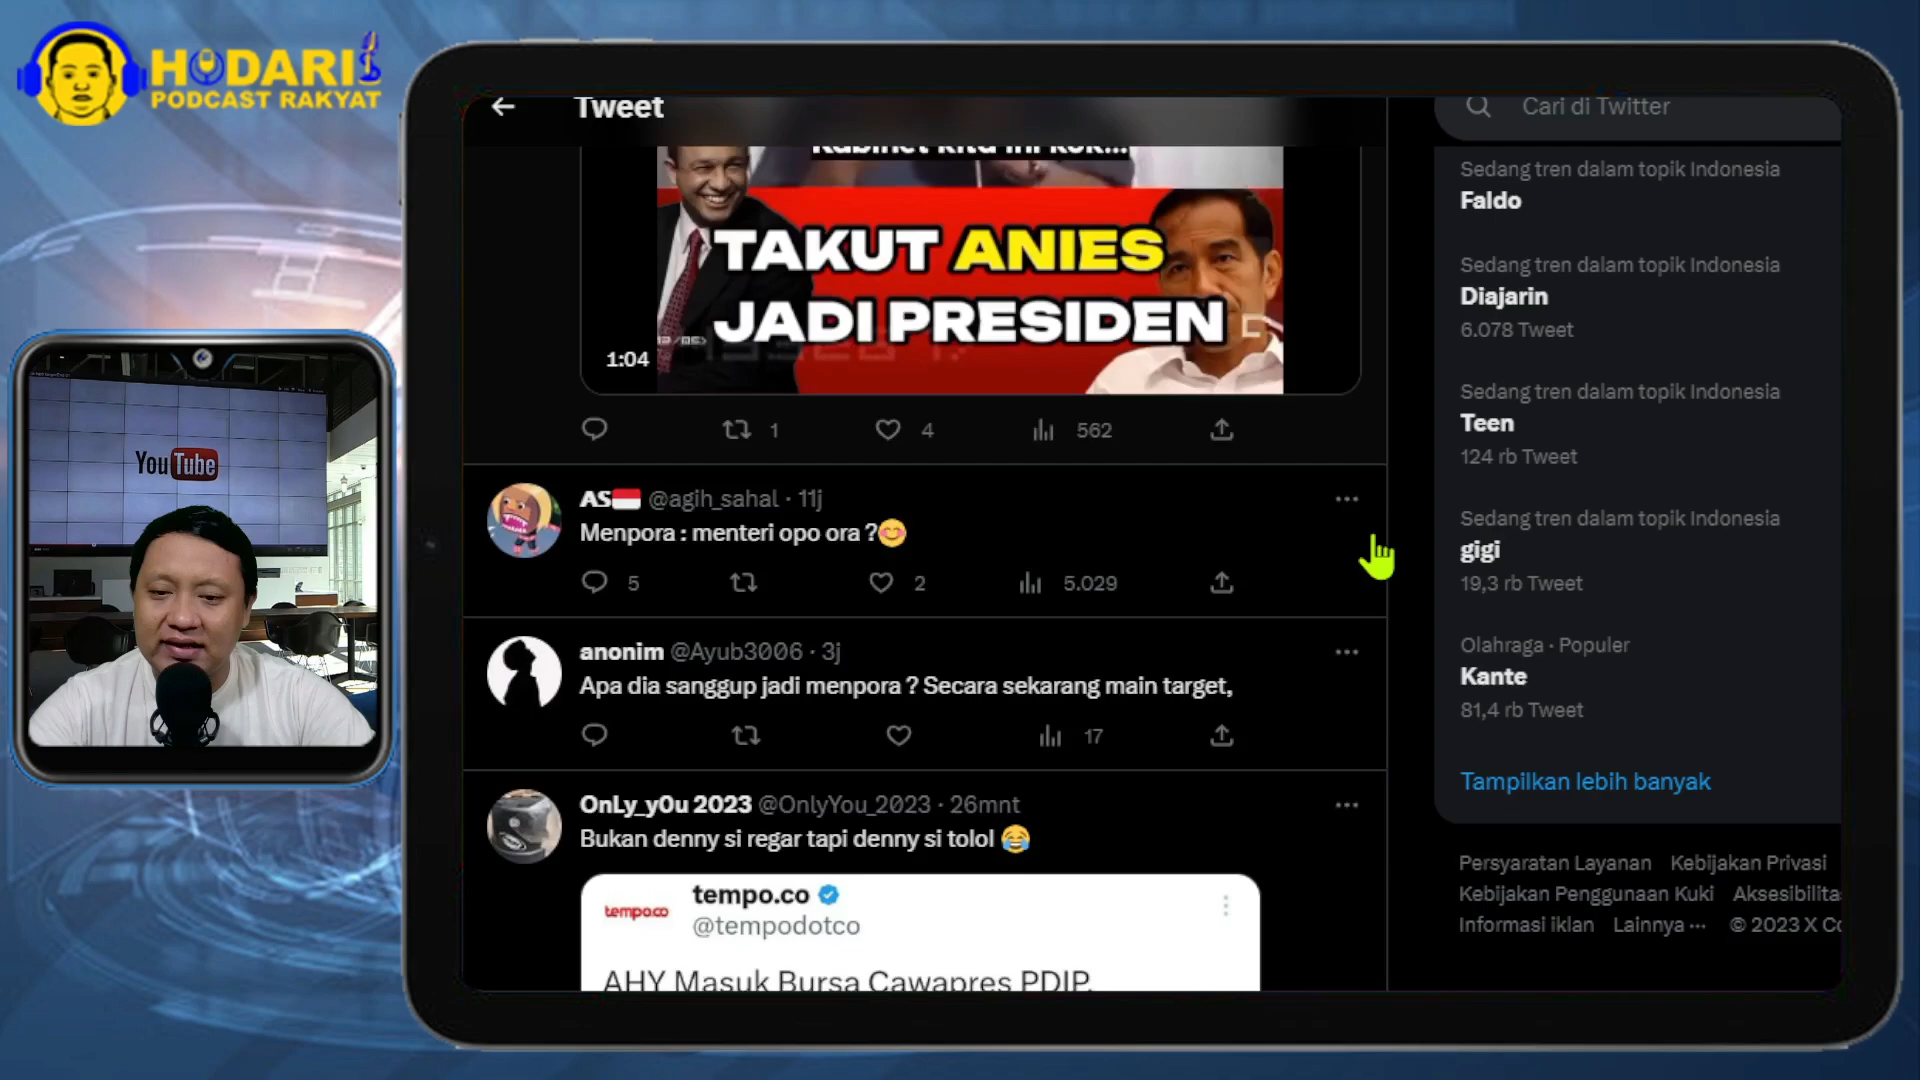 HODARI
PODCAST RAKYAT
YouTube
Tweet
Kabinet kita ini kok...
TAKUT ANIES
JADI PRESIDEN
1:04
1
4
562
AS @agih_sahal · 11j
Menpora : menteri opo ora ?😊
5
2
5.029
anonim @Ayub3006 · 3j
Apa dia sanggup jadi menpora ? Secara sekarang main target,
17
OnLy_y0u 2023 @OnlyYou_2023 · 26mnt
Bukan denny si regar tapi denny si tolol 😂
tempo.co
tempo.co
@tempodotco
AHY Masuk Bursa Cawapres PDIP,
Cari di Twitter
Sedang tren dalam topik Indonesia
Faldo
Sedang tren dalam topik Indonesia
Diajarin
6.078 Tweet
Sedang tren dalam topik Indonesia
Teen
124 rb Tweet
Sedang tren dalam topik Indonesia
gigi
19,3 rb Tweet
Olahraga · Populer
Kante
81,4 rb Tweet
Tampilkan lebih banyak
Persyaratan Layanan Kebijakan Privasi
Kebijakan Penggunaan Kuki Aksesibilitas
Informasi iklan Lainnya ··· © 2023 X Co